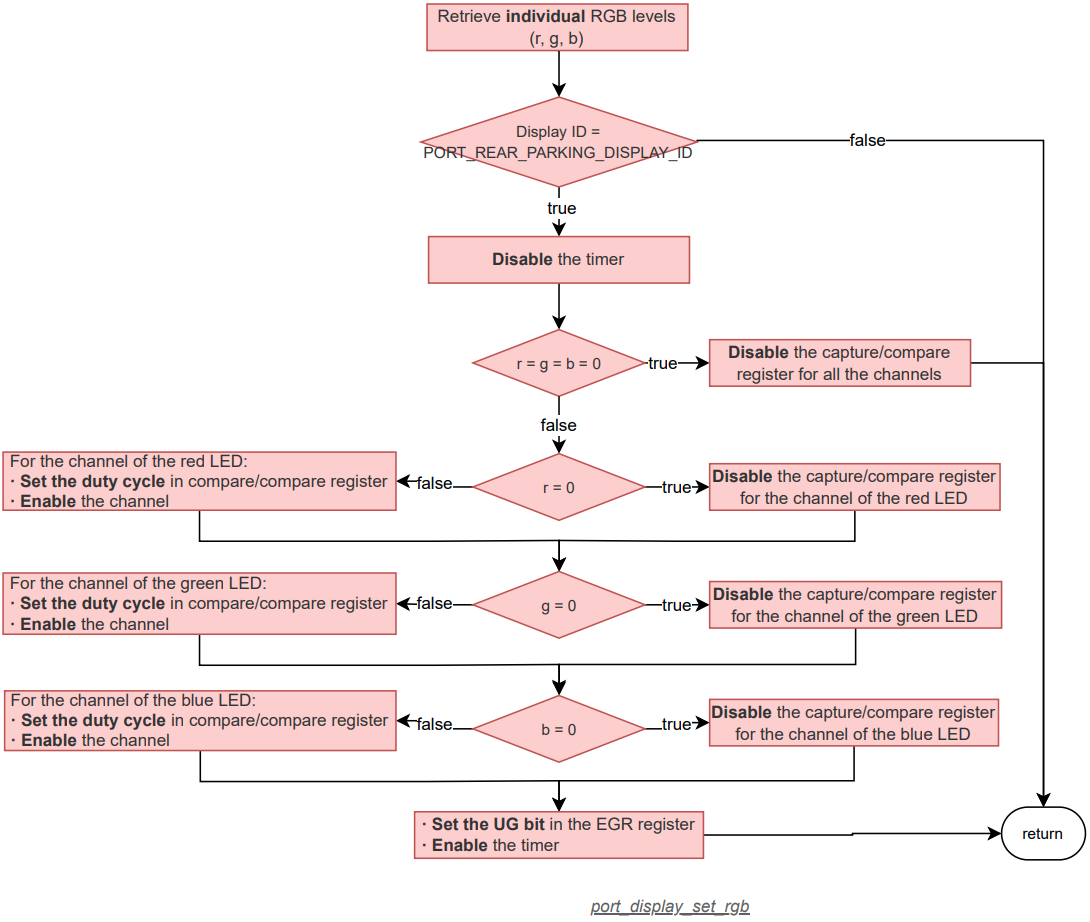 Retrieve individual RGB levels
(r, g, b)
Display ID =
PORT_REAR_PARKING_DISPLAY_ID
false
true
Disable the timer
r = g = b = 0
true
Disable the capture/compare
register for all the channels
false
For the channel of the red LED:
· Set the duty cycle in compare/compare register
· Enable the channel
false
r = 0
true
Disable the capture/compare register
for the channel of the red LED
For the channel of the green LED:
· Set the duty cycle in compare/compare register
· Enable the channel
false
g = 0
true
Disable the capture/compare register
for the channel of the green LED
For the channel of the blue LED:
· Set the duty cycle in compare/compare register
· Enable the channel
false
b = 0
true
Disable the capture/compare register
for the channel of the blue LED
· Set the UG bit in the EGR register
· Enable the timer
return
port_display_set_rgb